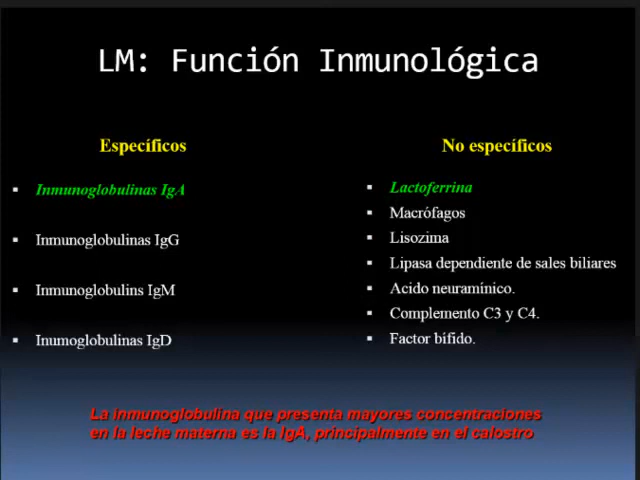 LM: Función Inmunológica
Específicos
Inmunoglobulinas IgA
Inmunoglobulinas IgG
Inmunoglobulins IgM
Inumoglobulinas IgD
No específicos
Lactoferrina
Macrófagos
Lisozima
Lipasa dependiente de sales biliares
Acido neuramínico.
Complemento C3 y C4.
Factor bífido.
La inmunoglobulina que presenta mayores concentraciones
en la leche materna es la IgA, principalmente en el calostro